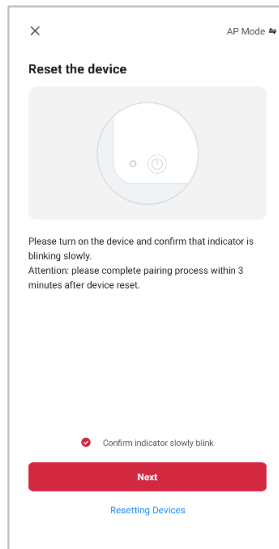 AP Mode
Reset the device
Please turn on the device and confirm that indicator is
blinking slowly.
Attention: please complete pairing process within 3
minutes after device reset.
Confirm indicator slowly blink
Next
Resetting Devices